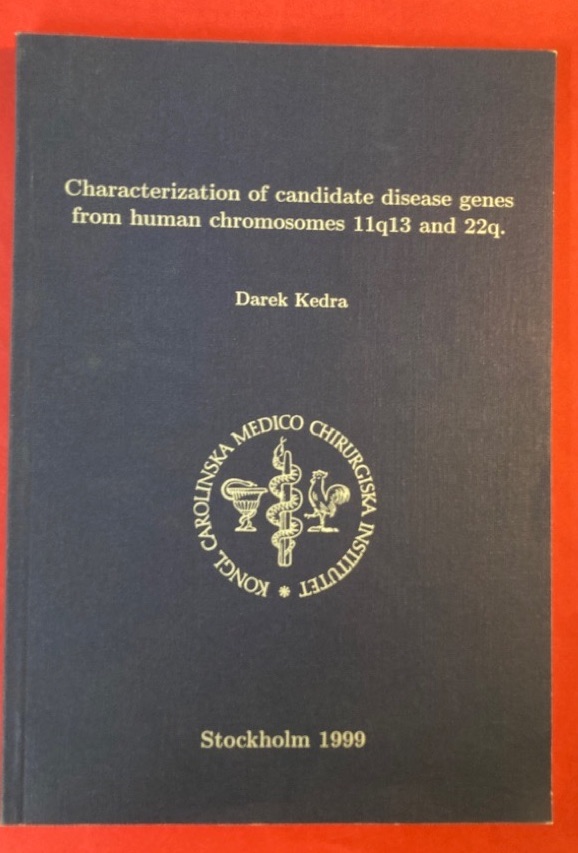 Characterization of candidate disease genes
from human chromosomes 11q13 and 22q.
Darek Kedra
KONGL CAROLINSKA MEDICO CHIRURGISKA INSTITUTET *
Stockholm 1999